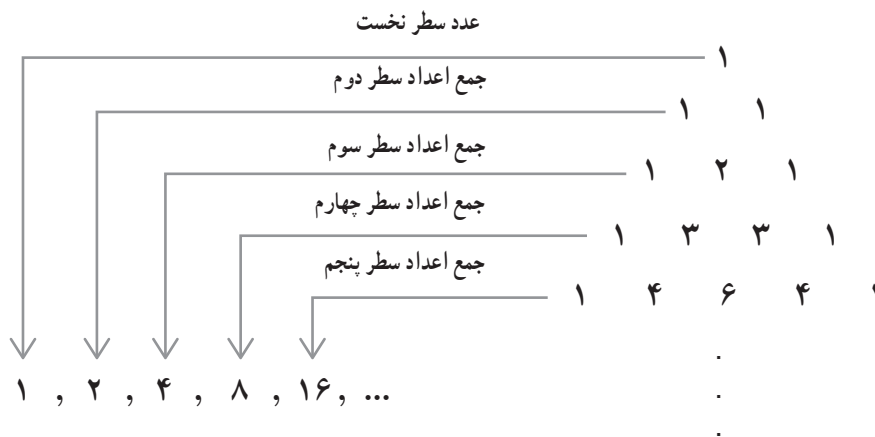 عدد سطر نخست
۱
جمع اعداد سطر دوم
۱ ۱
جمع اعداد سطر سوم
۱ ۲ ۱
جمع اعداد سطر چهارم
۱ ۳ ۳ ۱
جمع اعداد سطر پنجم
۱ ۴ ۶ ۴
.
.
.
۱ , ۲ , ۴ , ۸ , ۱۶, ...